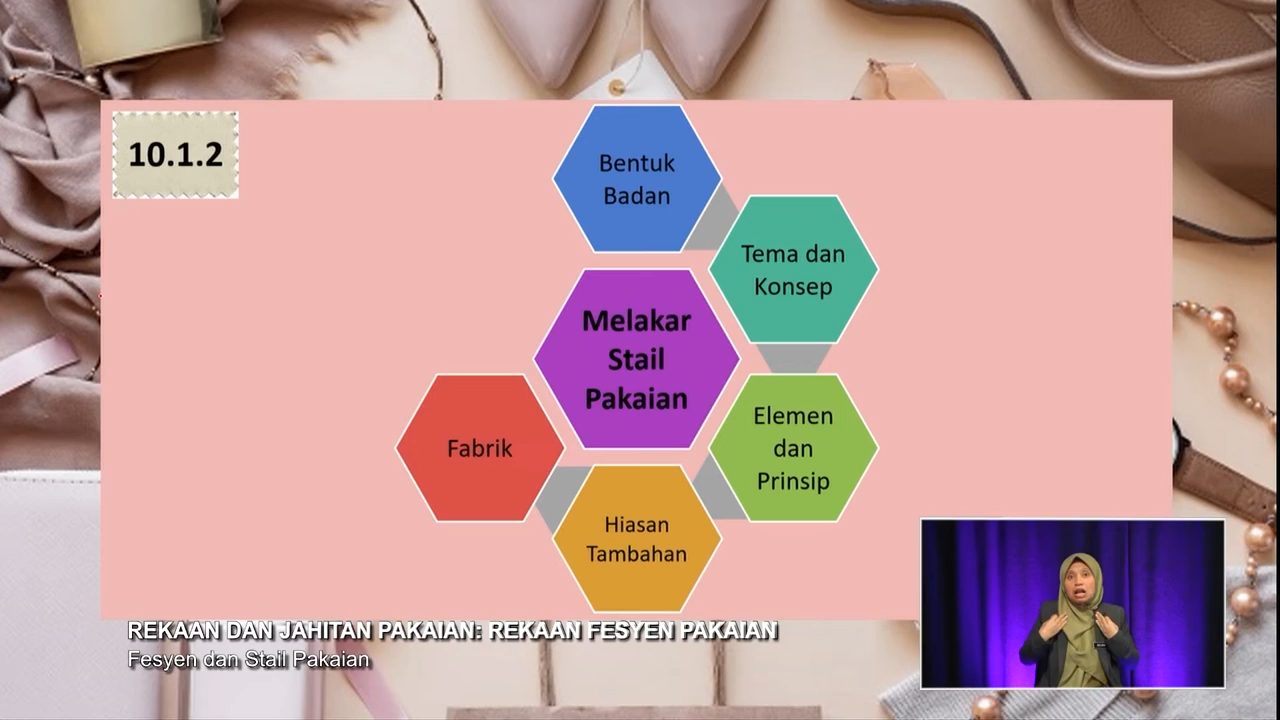 10.1.2
Bentuk
Badan
Tema dan
Konsep
Melakar
Stail
Pakaian
Elemen
dan
Prinsip
Fabrik
Hiasan
Tambahan
REKAAN DAN JAHITAN PAKAIAN: REKAAN FESYEN PAKAIAN
Fesyen dan Stail Pakaian